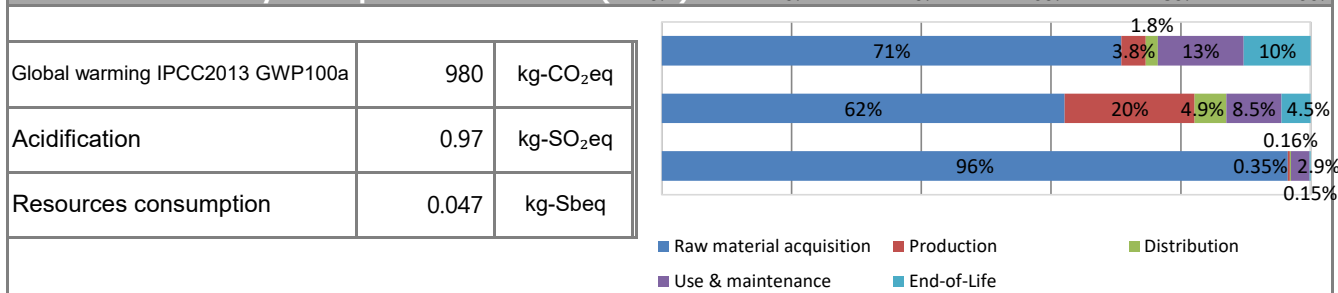 Global warming IPCC2013 GWP100a 980 kg-CO₂eq
Acidification 0.97 kg-SO₂eq
Resources consumption 0.047 kg-Sbeq
1.8%
71% 3.8% 13% 10%
62% 20% 4.9% 8.5% 4.5%
0.16%
96% 0.35% 2.9%
0.15%
Raw material acquisition Production Distribution
Use & maintenance End-of-Life